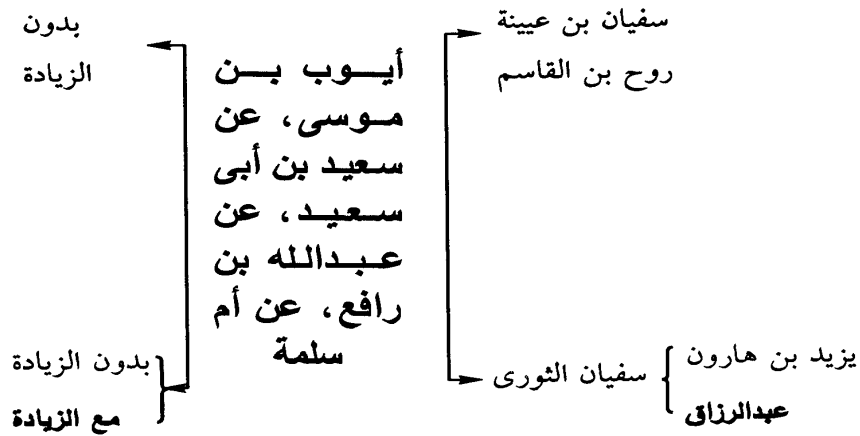 سفيان بن عيينة
روح بن القاسم
يزيد بن هارون
عبدالرزاق
سفيان الثورى
أيوب بن
موسى، عن
سعيد بن أبى
سعيد، عن
عبدالله بن
رافع، عن أم
سلمة
بدون
الزيادة
بدون الزيادة
مع الزيادة